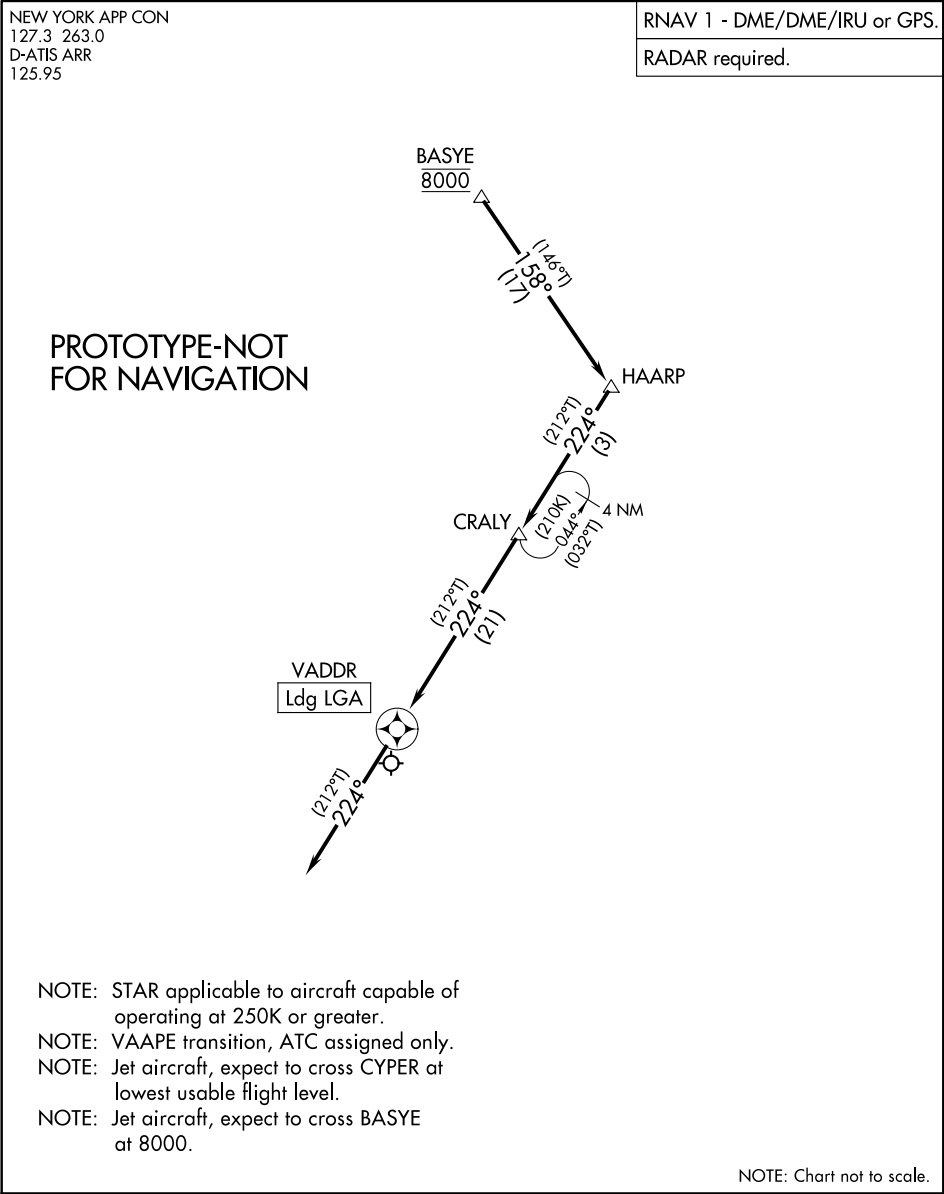 NEW YORK APP CON
127.3 263.0
D-ATIS ARR
125.95
RNAV 1 - DME/DME/IRU or GPS.
RADAR required.
BASYE
8000
(146°T)
158°
(17)
PROTOTYPE-NOT
FOR NAVIGATION
HAARP
(212°T)
224°
(3)
CRALY
(210K)
044°
(032°T)
4 NM
(212°T)
224°
(21)
VADDR
Ldg LGA
(212°T)
224°
NOTE: STAR applicable to aircraft capable of
operating at 250K or greater.
NOTE: VAAPE transition, ATC assigned only.
NOTE: Jet aircraft, expect to cross CYPER at
lowest usable flight level.
NOTE: Jet aircraft, expect to cross BASYE
at 8000.
NOTE: Chart not to scale.